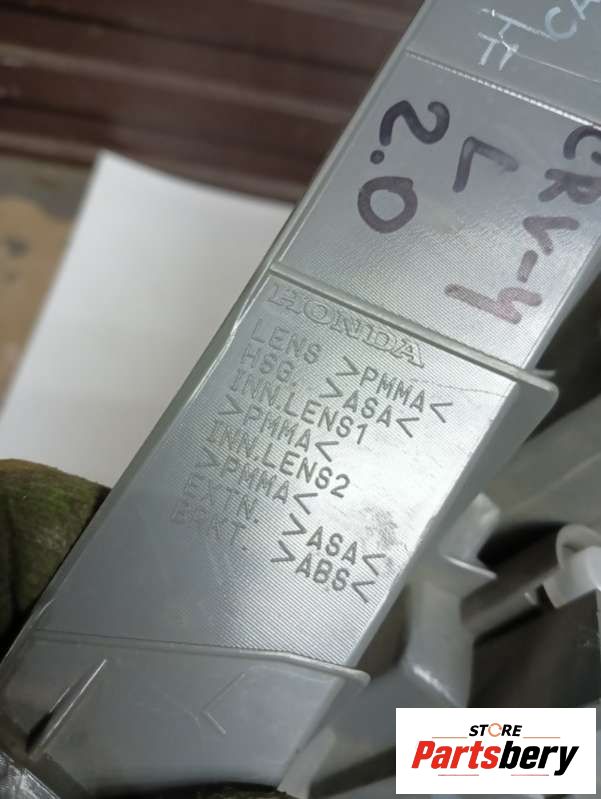 CRV-4
L
2.0
HONDA
LENS >PMMA<
HSG. >ASA<
INN.LENS1
>PMMA<
INN.LENS2
>PMMA<
EXTN. >ASA<
BRKT. >ABS<
STORE
Partsbery